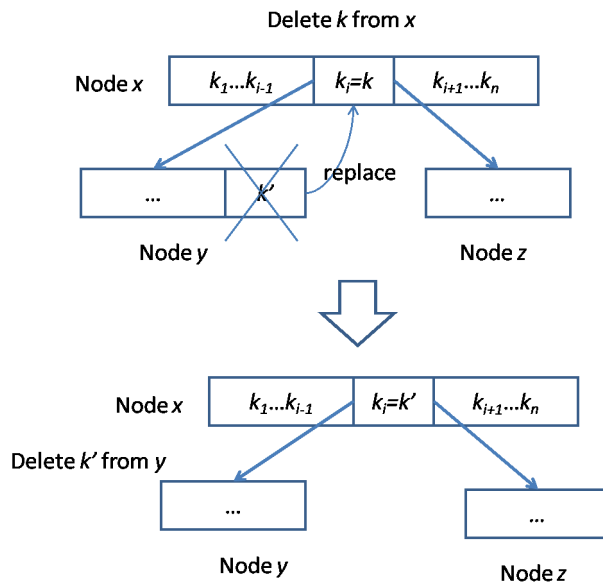 Delete k from x
Node x k₁...kᵢ₋₁ kᵢ=k kᵢ₊₁...kₙ
replace
... k’ ...
Node y Node z
Node x k₁...kᵢ₋₁ kᵢ=k’ kᵢ₊₁...kₙ
Delete k’ from y
... ...
Node y Node z